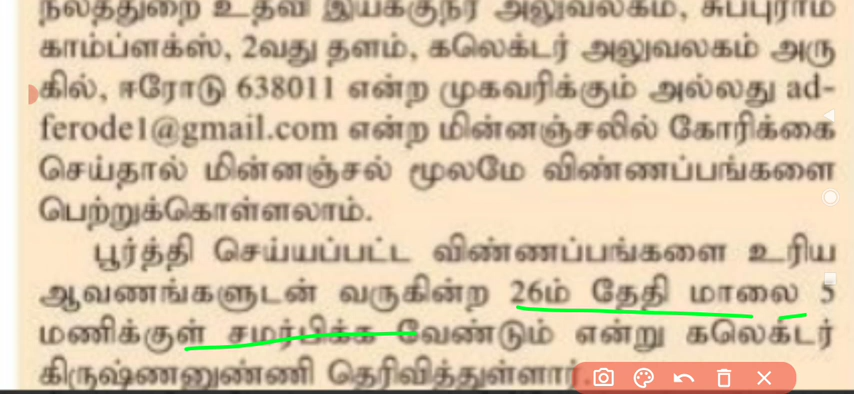 நலத்துறை உதவி இயக்குநர் அலுவலகம், சுப்புராம்
காம்ப்ளக்ஸ், 2வது தளம், கலெக்டர் அலுவலகம் அரு
கில், ஈரோடு 638011 என்ற முகவரிக்கும் அல்லது ad-
ferode1@gmail.com என்ற மின்னஞ்சலில் கோரிக்கை
செய்தால் மின்னஞ்சல் மூலமே விண்ணப்பங்களை
பெற்றுக்கொள்ளலாம்.
பூர்த்தி செய்யப்பட்ட விண்ணப்பங்களை உரிய
ஆவணங்களுடன் வருகின்ற 26ம் தேதி மாலை 5
மணிக்குள் சமர்பிக்க வேண்டும் என்று கலெக்டர்
கிருஷ்ணனுண்ணி தெரிவித்துள்ளார்.